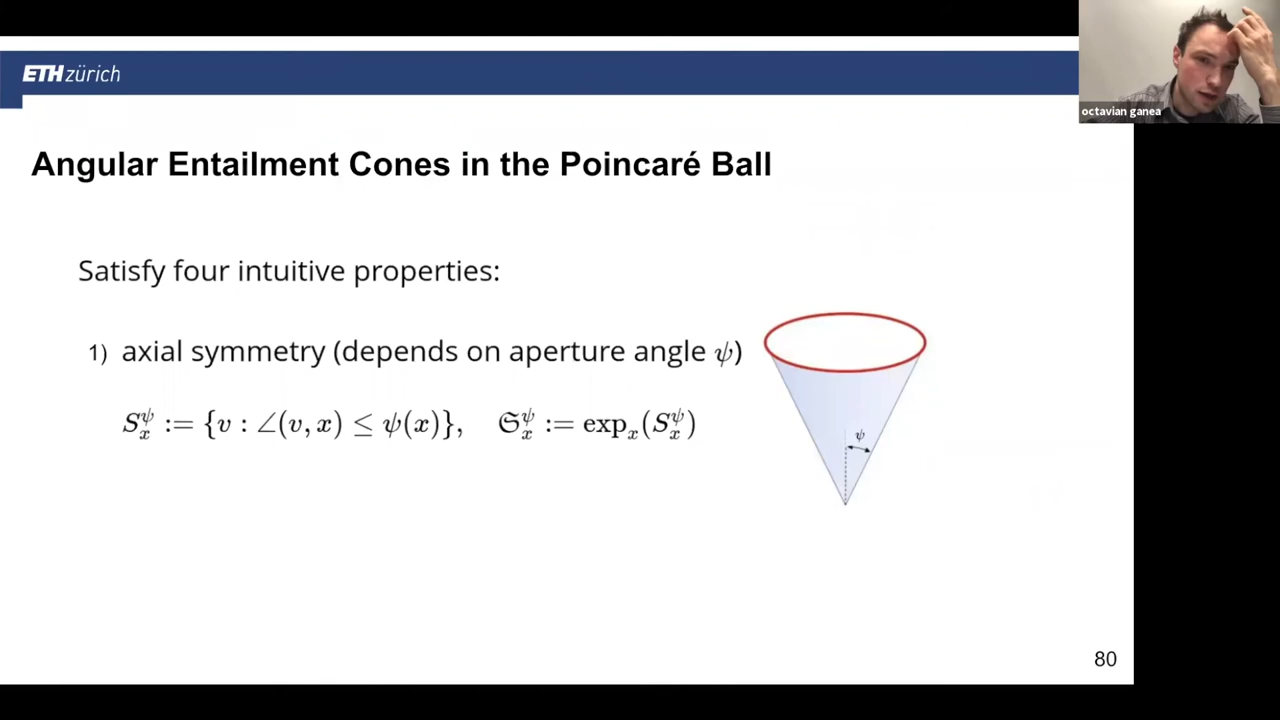 ETH zürich
octavian ganea
Angular Entailment Cones in the Poincaré Ball
Satisfy four intuitive properties:
1) axial symmetry (depends on aperture angle ψ)
S_x^ψ := {v : ∠(v, x) ≤ ψ(x)}, 𝔖_x^ψ := exp_x(S_x^ψ)
ψ
80